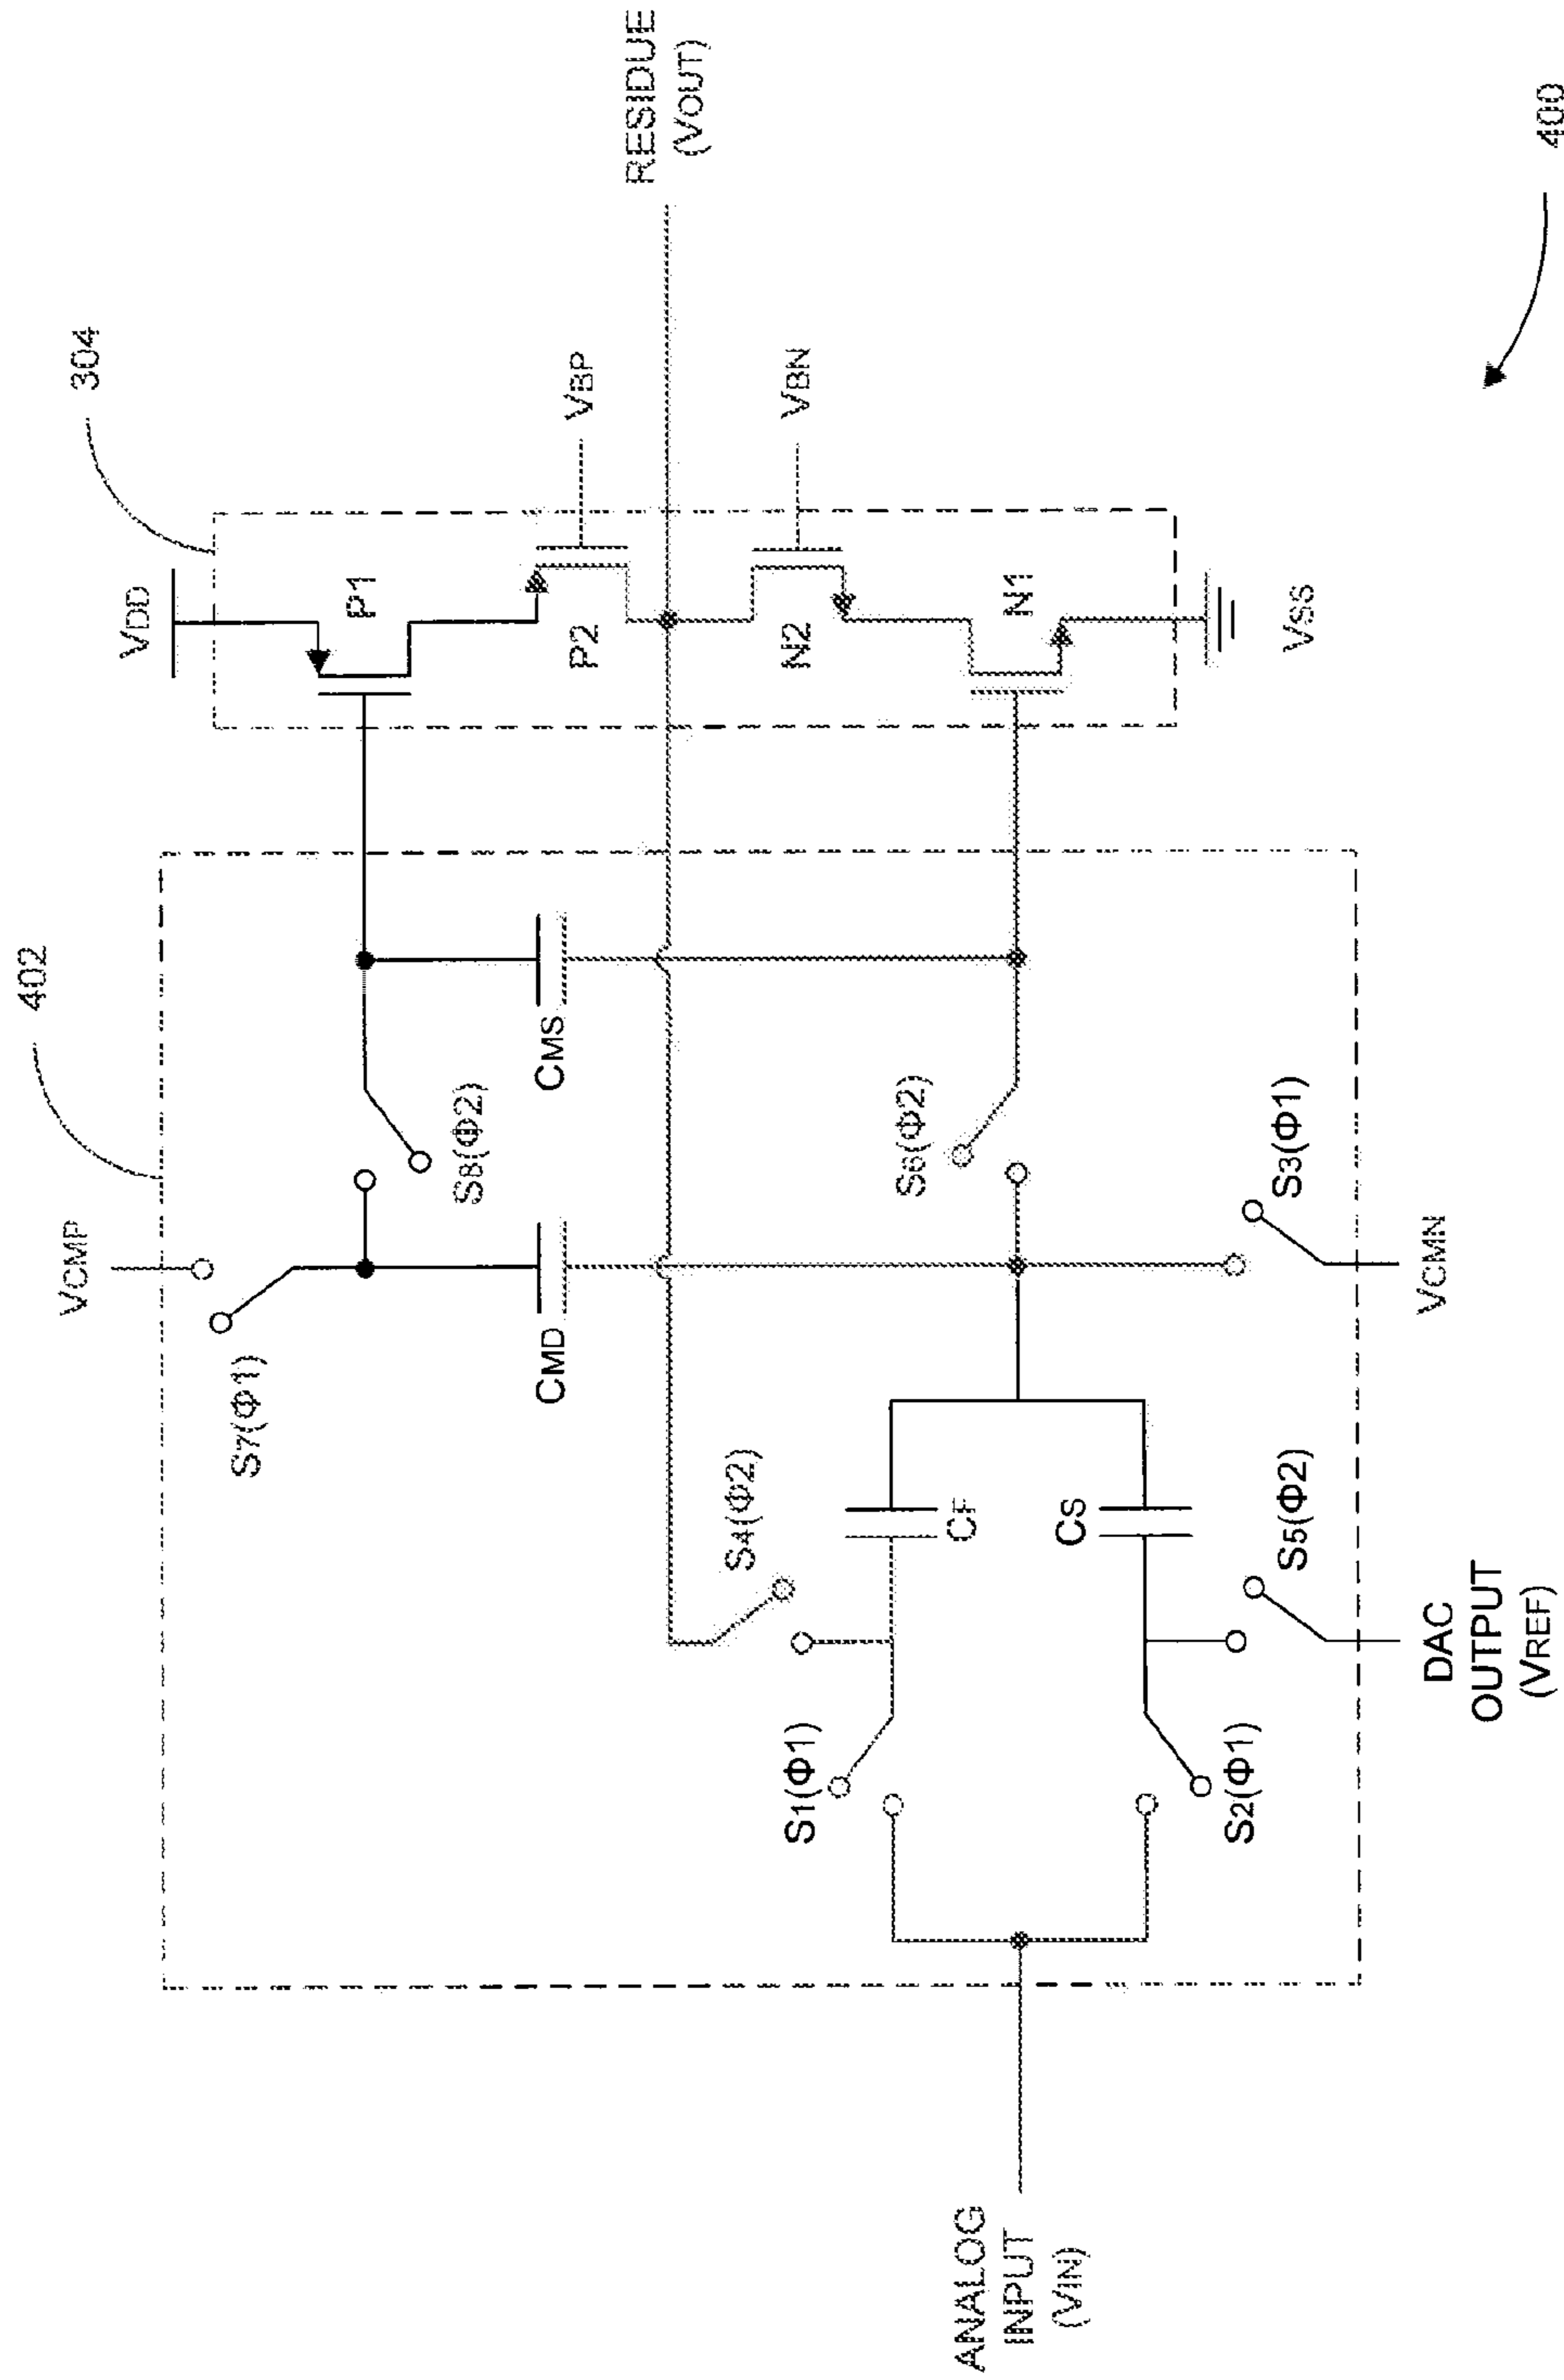 402
304
VCMP
VDD
S7(Φ1)
S8(Φ2)
P1
CMD
CMS
P2
VBP
RESIDUE
(VOUT)
S4(Φ2)
N2
VBN
S1(Φ1)
CF
S6(Φ2)
N1
ANALOG
INPUT
(VIN)
CS
S2(Φ1)
S5(Φ2)
S3(Φ1)
VSS
DAC
OUTPUT
(VREF)
VCMN
400